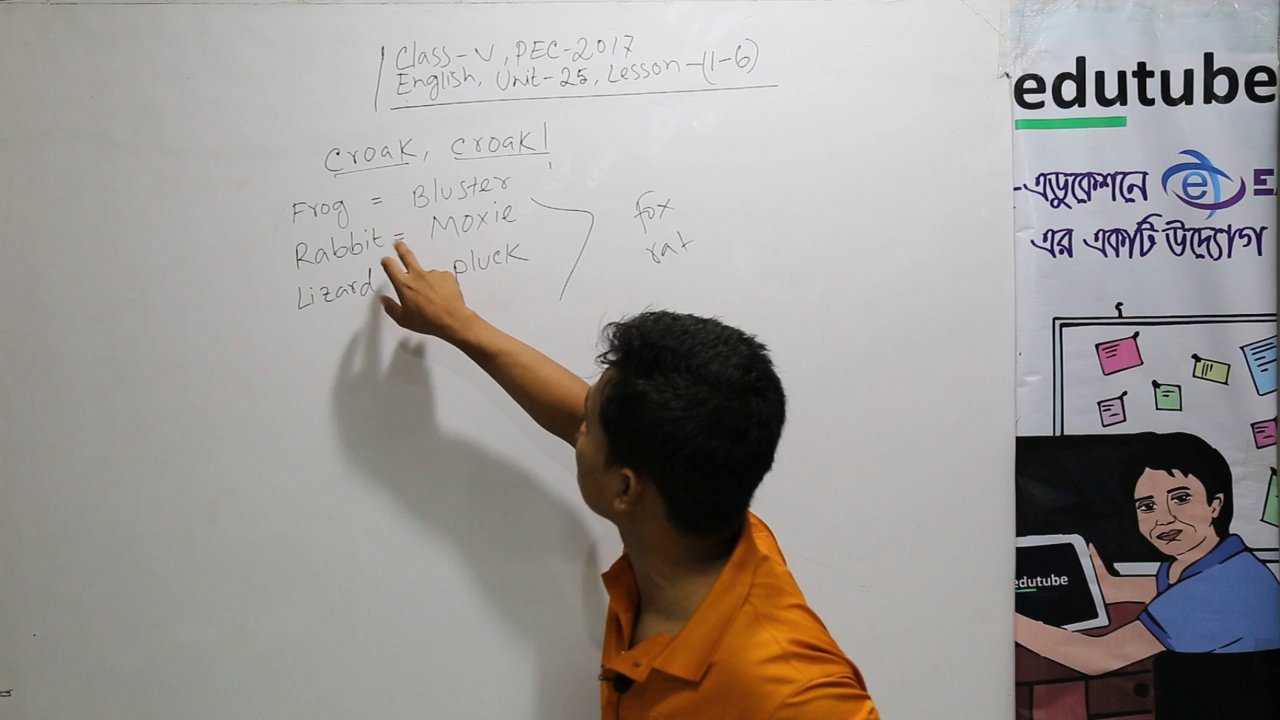 Class-V, PEC-2017
English, Unit-25, Lesson-(1-6)
Croak, croak!
Frog = Bluster
Rabbit = Moxie
Lizard pluck
fox
rat
edutube
-এডুকেশনে e E
এর একটি উদ্যোগ
edutube